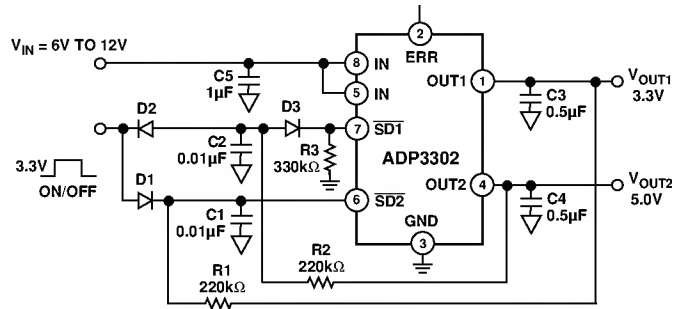 V_IN = 6V TO 12V
C5
1μF
8
IN
5
IN
2
ERR
OUT1
1
C3
0.5μF
V_OUT1
3.3V
D2
D3
C2
0.01μF
7
SD1
R3
330kΩ
ADP3302
3.3V
ON/OFF
D1
C1
0.01μF
6
SD2
OUT2
4
C4
0.5μF
V_OUT2
5.0V
GND
3
R2
220kΩ
R1
220kΩ